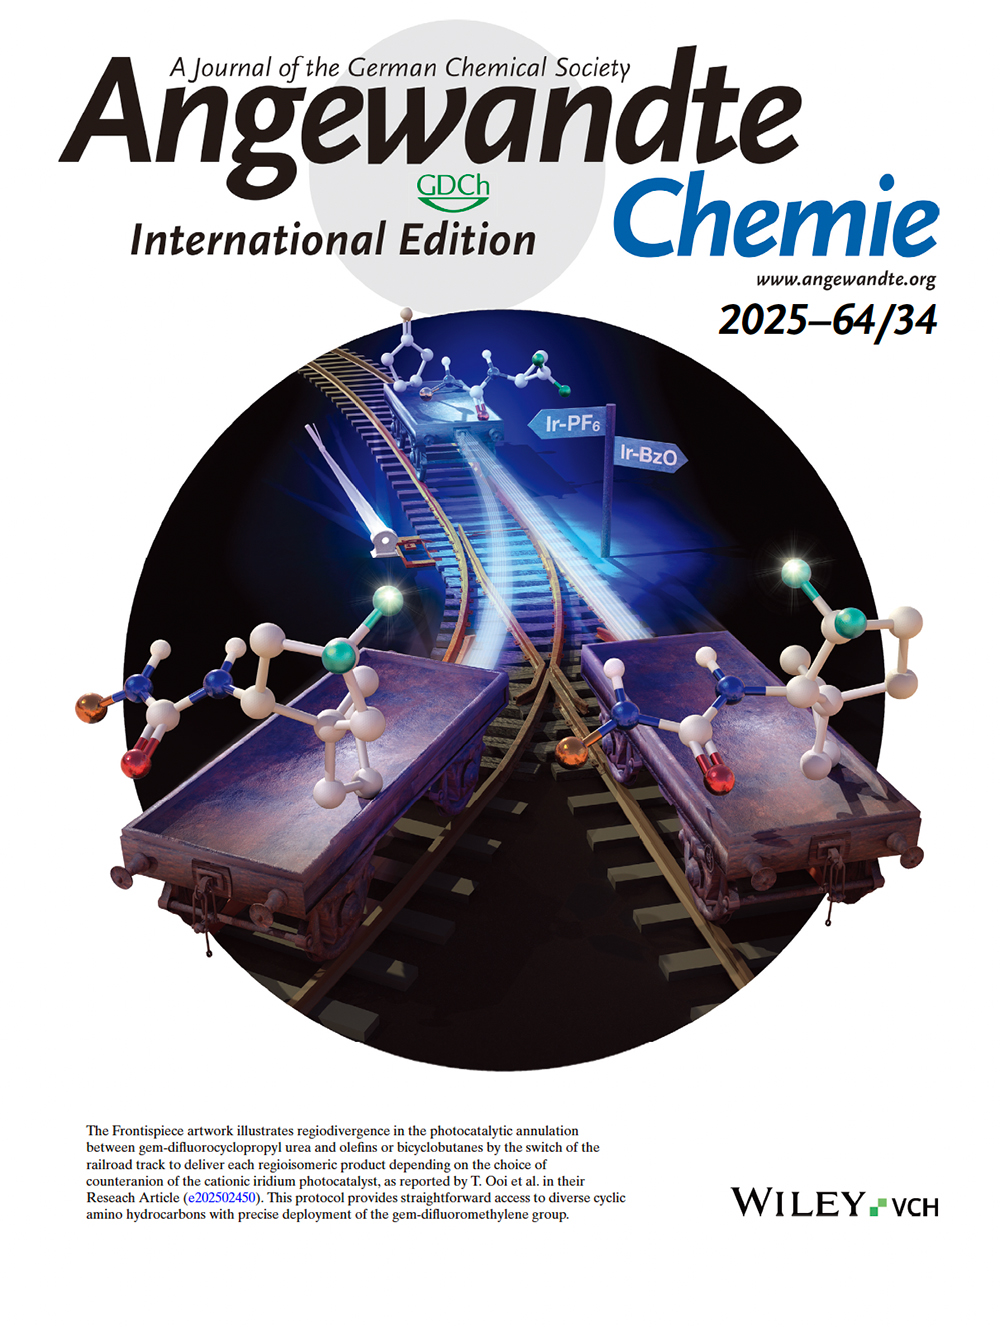 A Journal of the German Chemical Society
Angewandte
GDCh
Chemie
International Edition
www.angewandte.org
2025–64/34
Ir-PF₆
Ir-BzO
The Frontispiece artwork illustrates regiodivergence in the photocatalytic annulation
between gem-difluorocyclopropyl urea and olefins or bicyclobutanes by the switch of the
railroad track to deliver each regioisomeric product depending on the choice of
counteranion of the cationic iridium photocatalyst, as reported by T. Ooi et al. in their
Reseach Article (e202502450). This protocol provides straightforward access to diverse cyclic
amino hydrocarbons with precise deployment of the gem-difluoromethylene group.
WILEY VCH